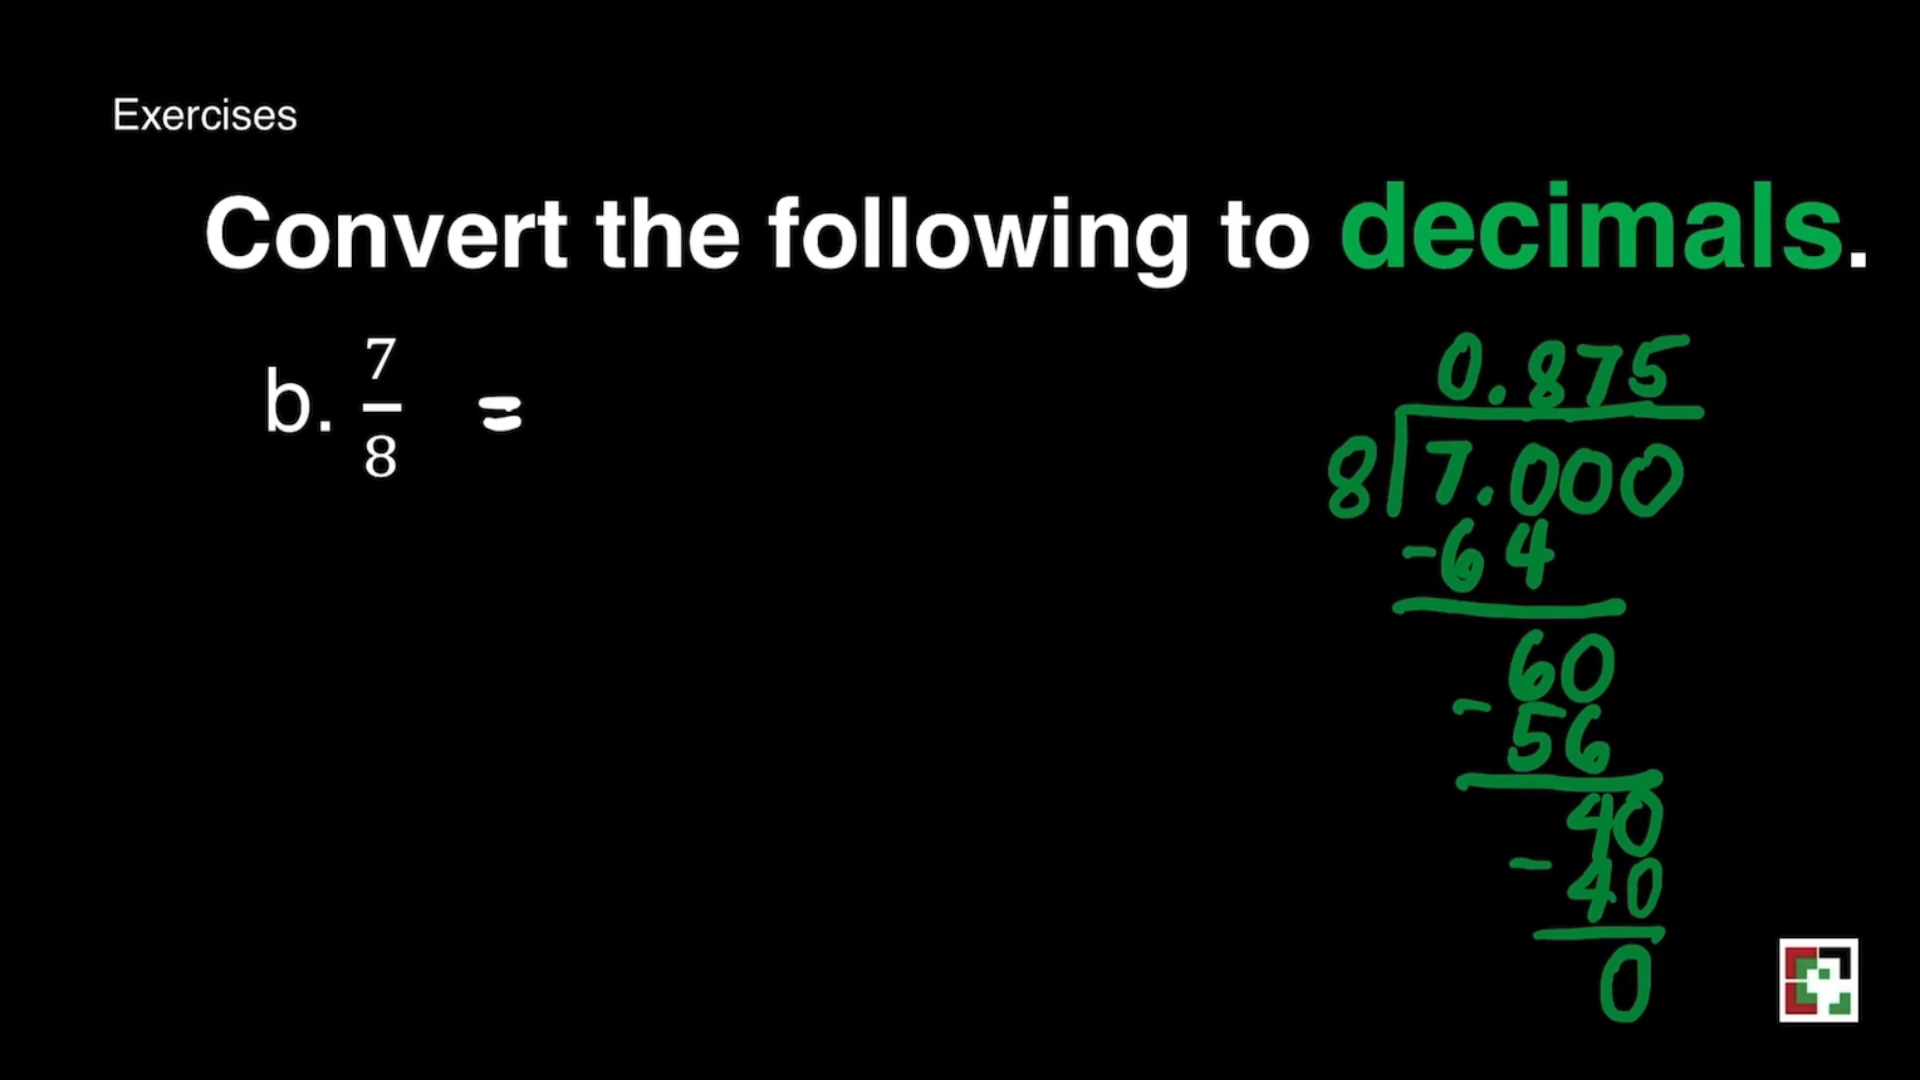 Exercises
Convert the following to decimals.
b. 7/8 =
0.875
8 7.000
-64
60
- 56
40
- 40
0